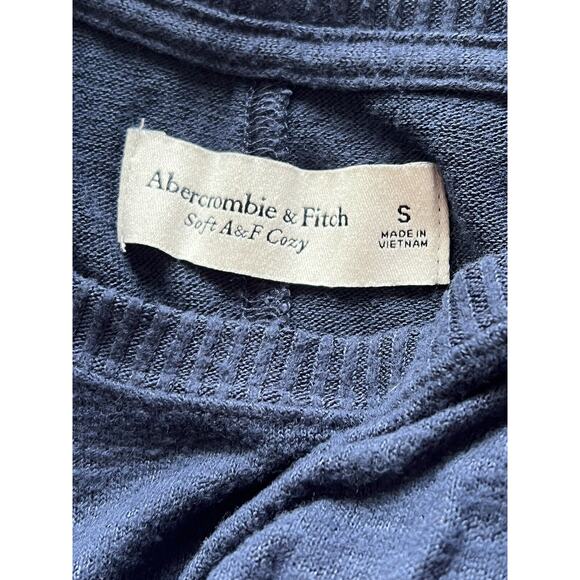 Abercrombie & Fitch
Soft A&F Cozy
S
MADE IN
VIETNAM